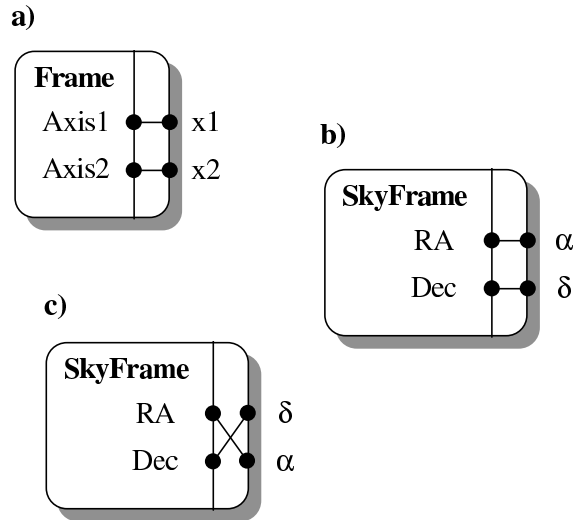 a)
Frame
Axis1 x1
Axis2 x2
b)
SkyFrame
RA α
Dec δ
c)
SkyFrame
RA δ
Dec α